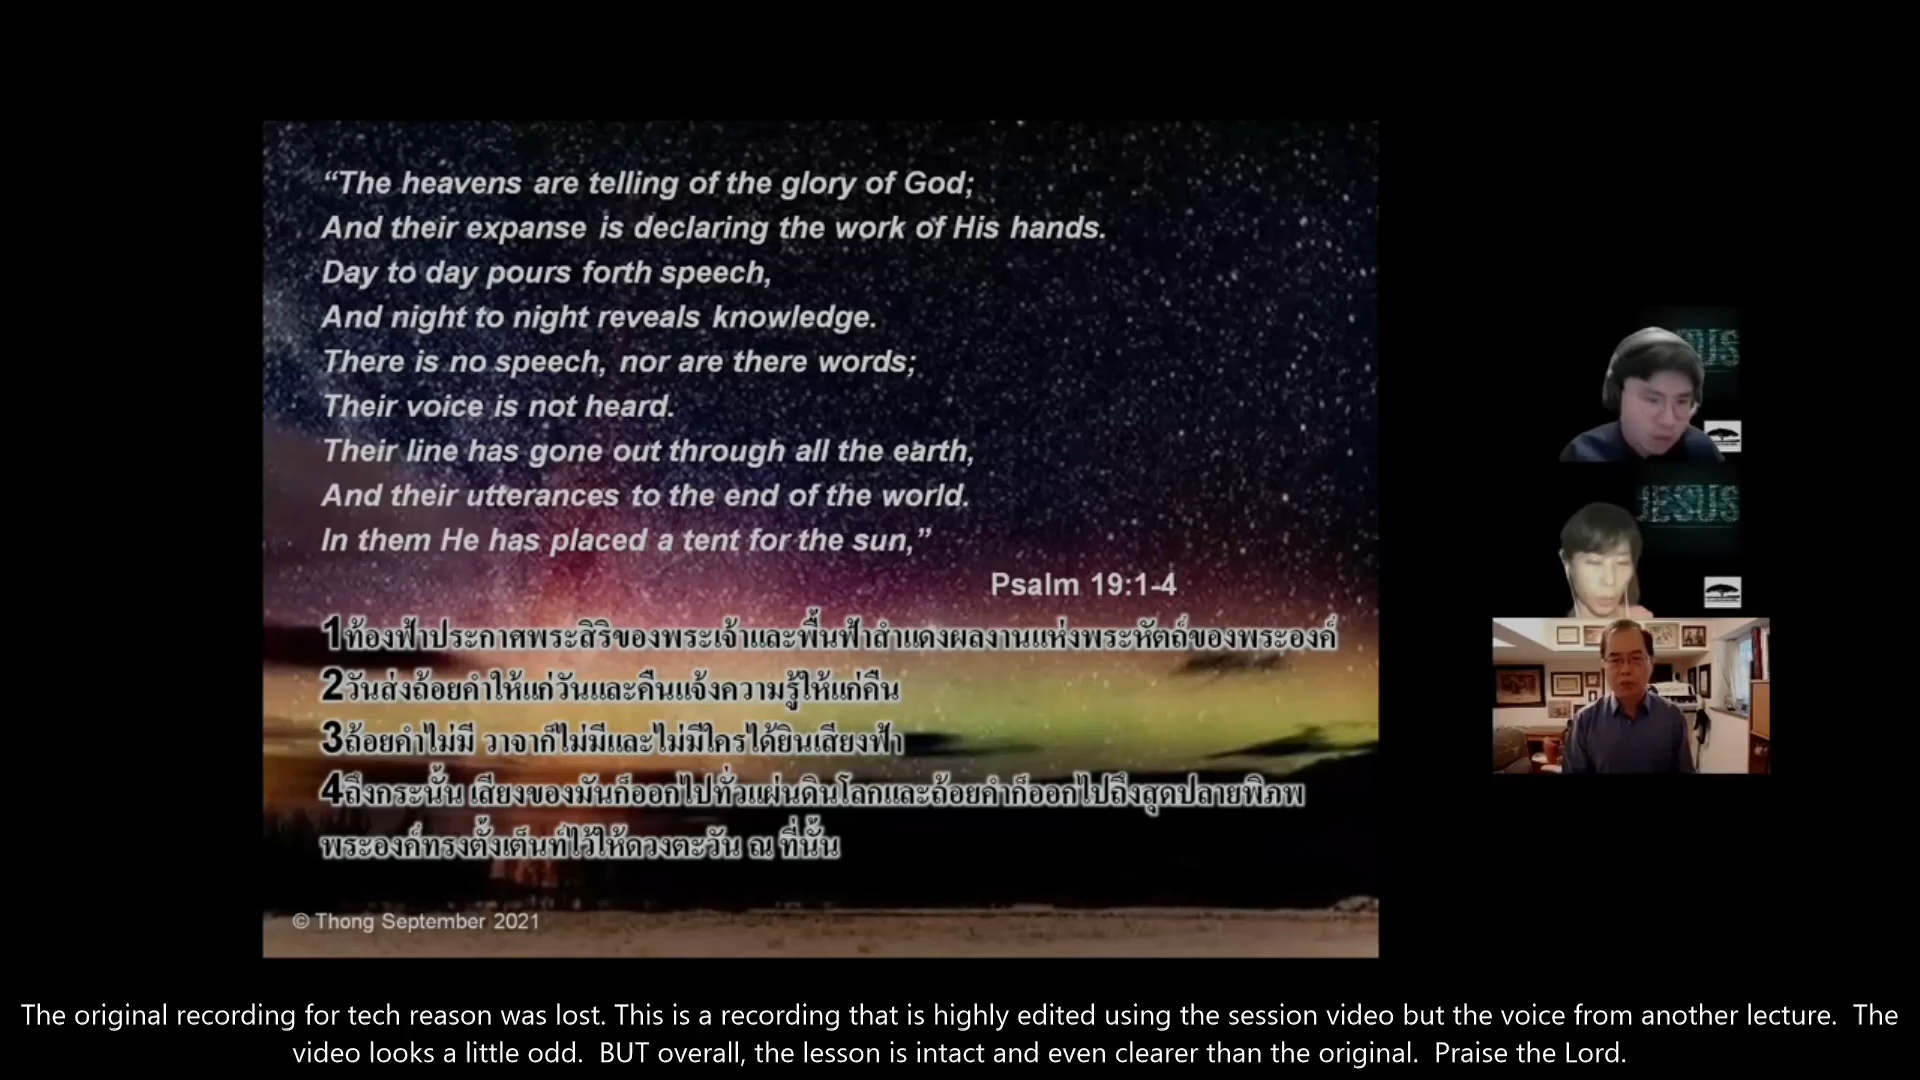 “The heavens are telling of the glory of God;
And their expanse is declaring the work of His hands.
Day to day pours forth speech,
And night to night reveals knowledge.
There is no speech, nor are there words;
Their voice is not heard.
Their line has gone out through all the earth,
And their utterances to the end of the world.
In them He has placed a tent for the sun,”
Psalm 19:1-4
1ท้องฟ้าประกาศพระสิริของพระเจ้าและพื้นฟ้าสำแดงผลงานแห่งพระหัตถ์ของพระองค์
2วันส่งถ้อยคำให้แก่วันและคืนแจ้งความรู้ให้แก่คืน
3ถ้อยคำไม่มี วาจาก็ไม่มีและไม่มีใครได้ยินเสียงฟ้า
4ถึงกระนั้น เสียงของมันก็ออกไปทั่วแผ่นดินโลกและถ้อยคำก็ออกไปถึงสุดปลายพิภพ
พระองค์ทรงตั้งเต็นท์ไว้ให้ดวงตะวัน ณ ที่นั้น
© Thong September 2021
JESUS
The original recording for tech reason was lost. This is a recording that is highly edited using the session video but the voice from another lecture.  The
video looks a little odd.  BUT overall, the lesson is intact and even clearer than the original.  Praise the Lord.